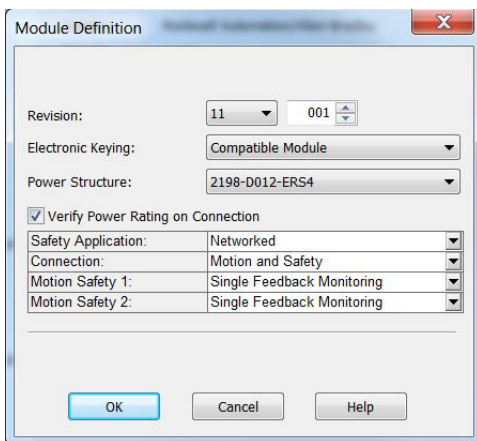 Module Definition
Revision: 11 001
Electronic Keying: Compatible Module
Power Structure: 2198-D012-ERS4
Verify Power Rating on Connection
Safety Application: Networked
Connection: Motion and Safety
Motion Safety 1: Single Feedback Monitoring
Motion Safety 2: Single Feedback Monitoring
OK Cancel Help